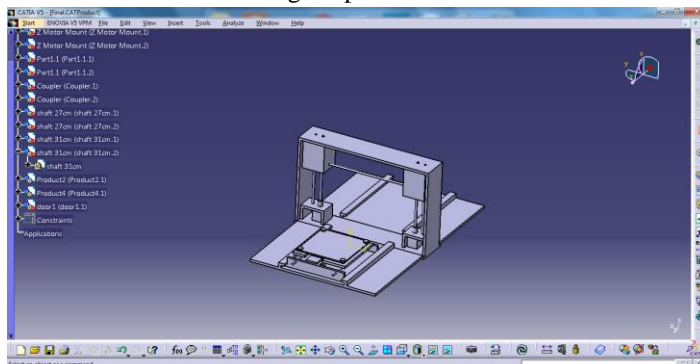 CATIA V5 - [Final.CATProduct]
Start ENOVIA V5 VPM File Edit View Insert Tools Analyze Window Help
Z Motor Mount (Z Motor Mount.1)
Z Motor Mount (Z Motor Mount.2)
Part1.1 (Part1.1.1)
Part1.1 (Part1.1.2)
Coupler (Coupler.1)
Coupler (Coupler.2)
shaft 27cm (shaft 27cm.1)
shaft 27cm (shaft 27cm.2)
shaft 31cm (shaft 31cm.1)
shaft 31cm (shaft 31cm.2)
shaft 31cm
Product2 (Product2.1)
Product4 (Product4.1)
door1 (door1.1)
Constraints
Applications